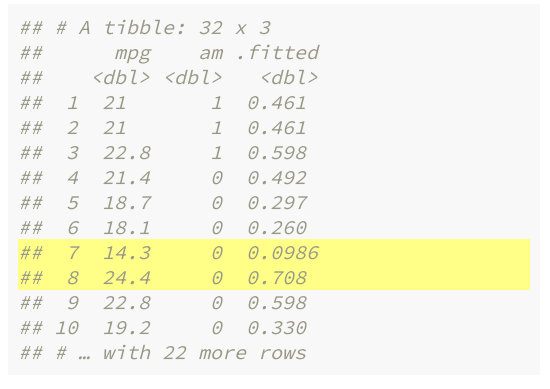 ## # A tibble: 32 x 3
##      mpg    am .fitted
##    <dbl> <dbl>   <dbl>
##  1  21       1  0.461
##  2  21       1  0.461
##  3  22.8     1  0.598
##  4  21.4     0  0.492
##  5  18.7     0  0.297
##  6  18.1     0  0.260
##  7  14.3     0  0.0986
##  8  24.4     0  0.708
##  9  22.8     0  0.598
## 10  19.2     0  0.330
## # … with 22 more rows